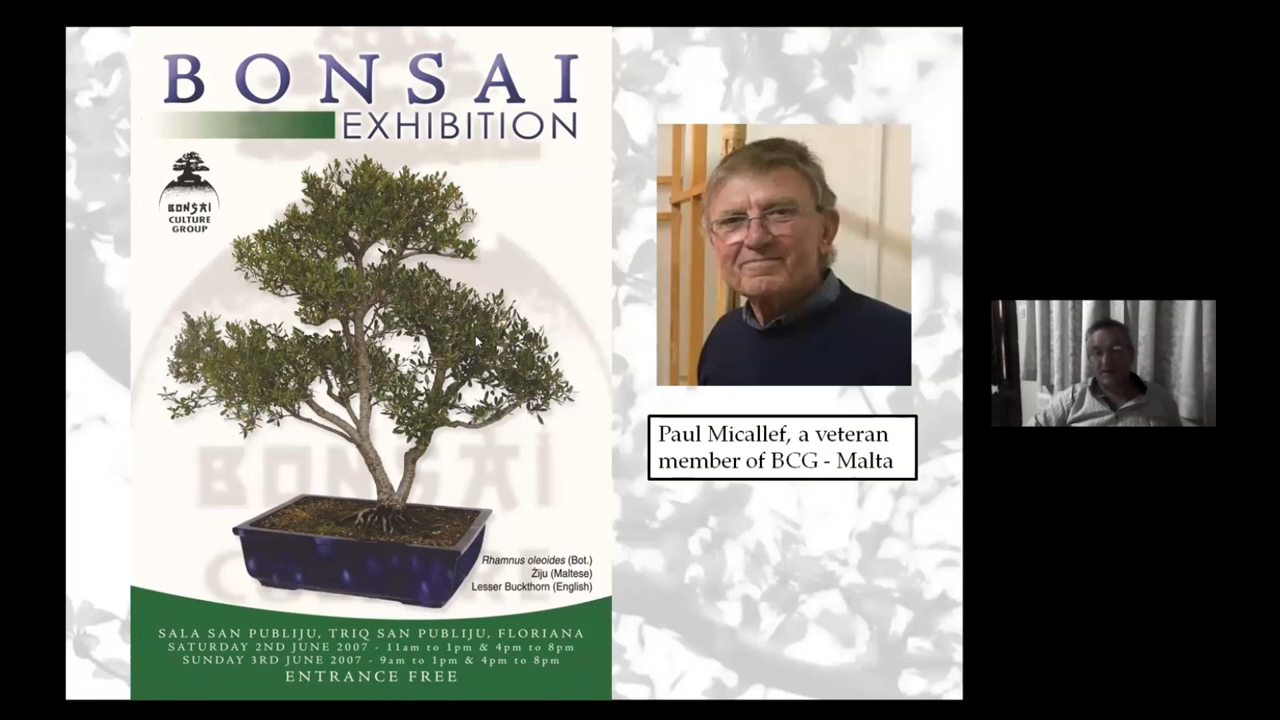 BONSAI
EXHIBITION
BONSAI
CULTURE
GROUP
Rhamnus oleoides (Bot.)
Żiju (Maltese)
Lesser Buckthorn (English)
SALA SAN PUBLIJU, TRIQ SAN PUBLIJU, FLORIANA
SATURDAY 2ND JUNE 2007 - 11am to 1pm & 4pm to 8pm
SUNDAY 3RD JUNE 2007 - 9am to 1pm & 4pm to 8pm
ENTRANCE FREE
Paul Micallef, a veteran
member of BCG - Malta